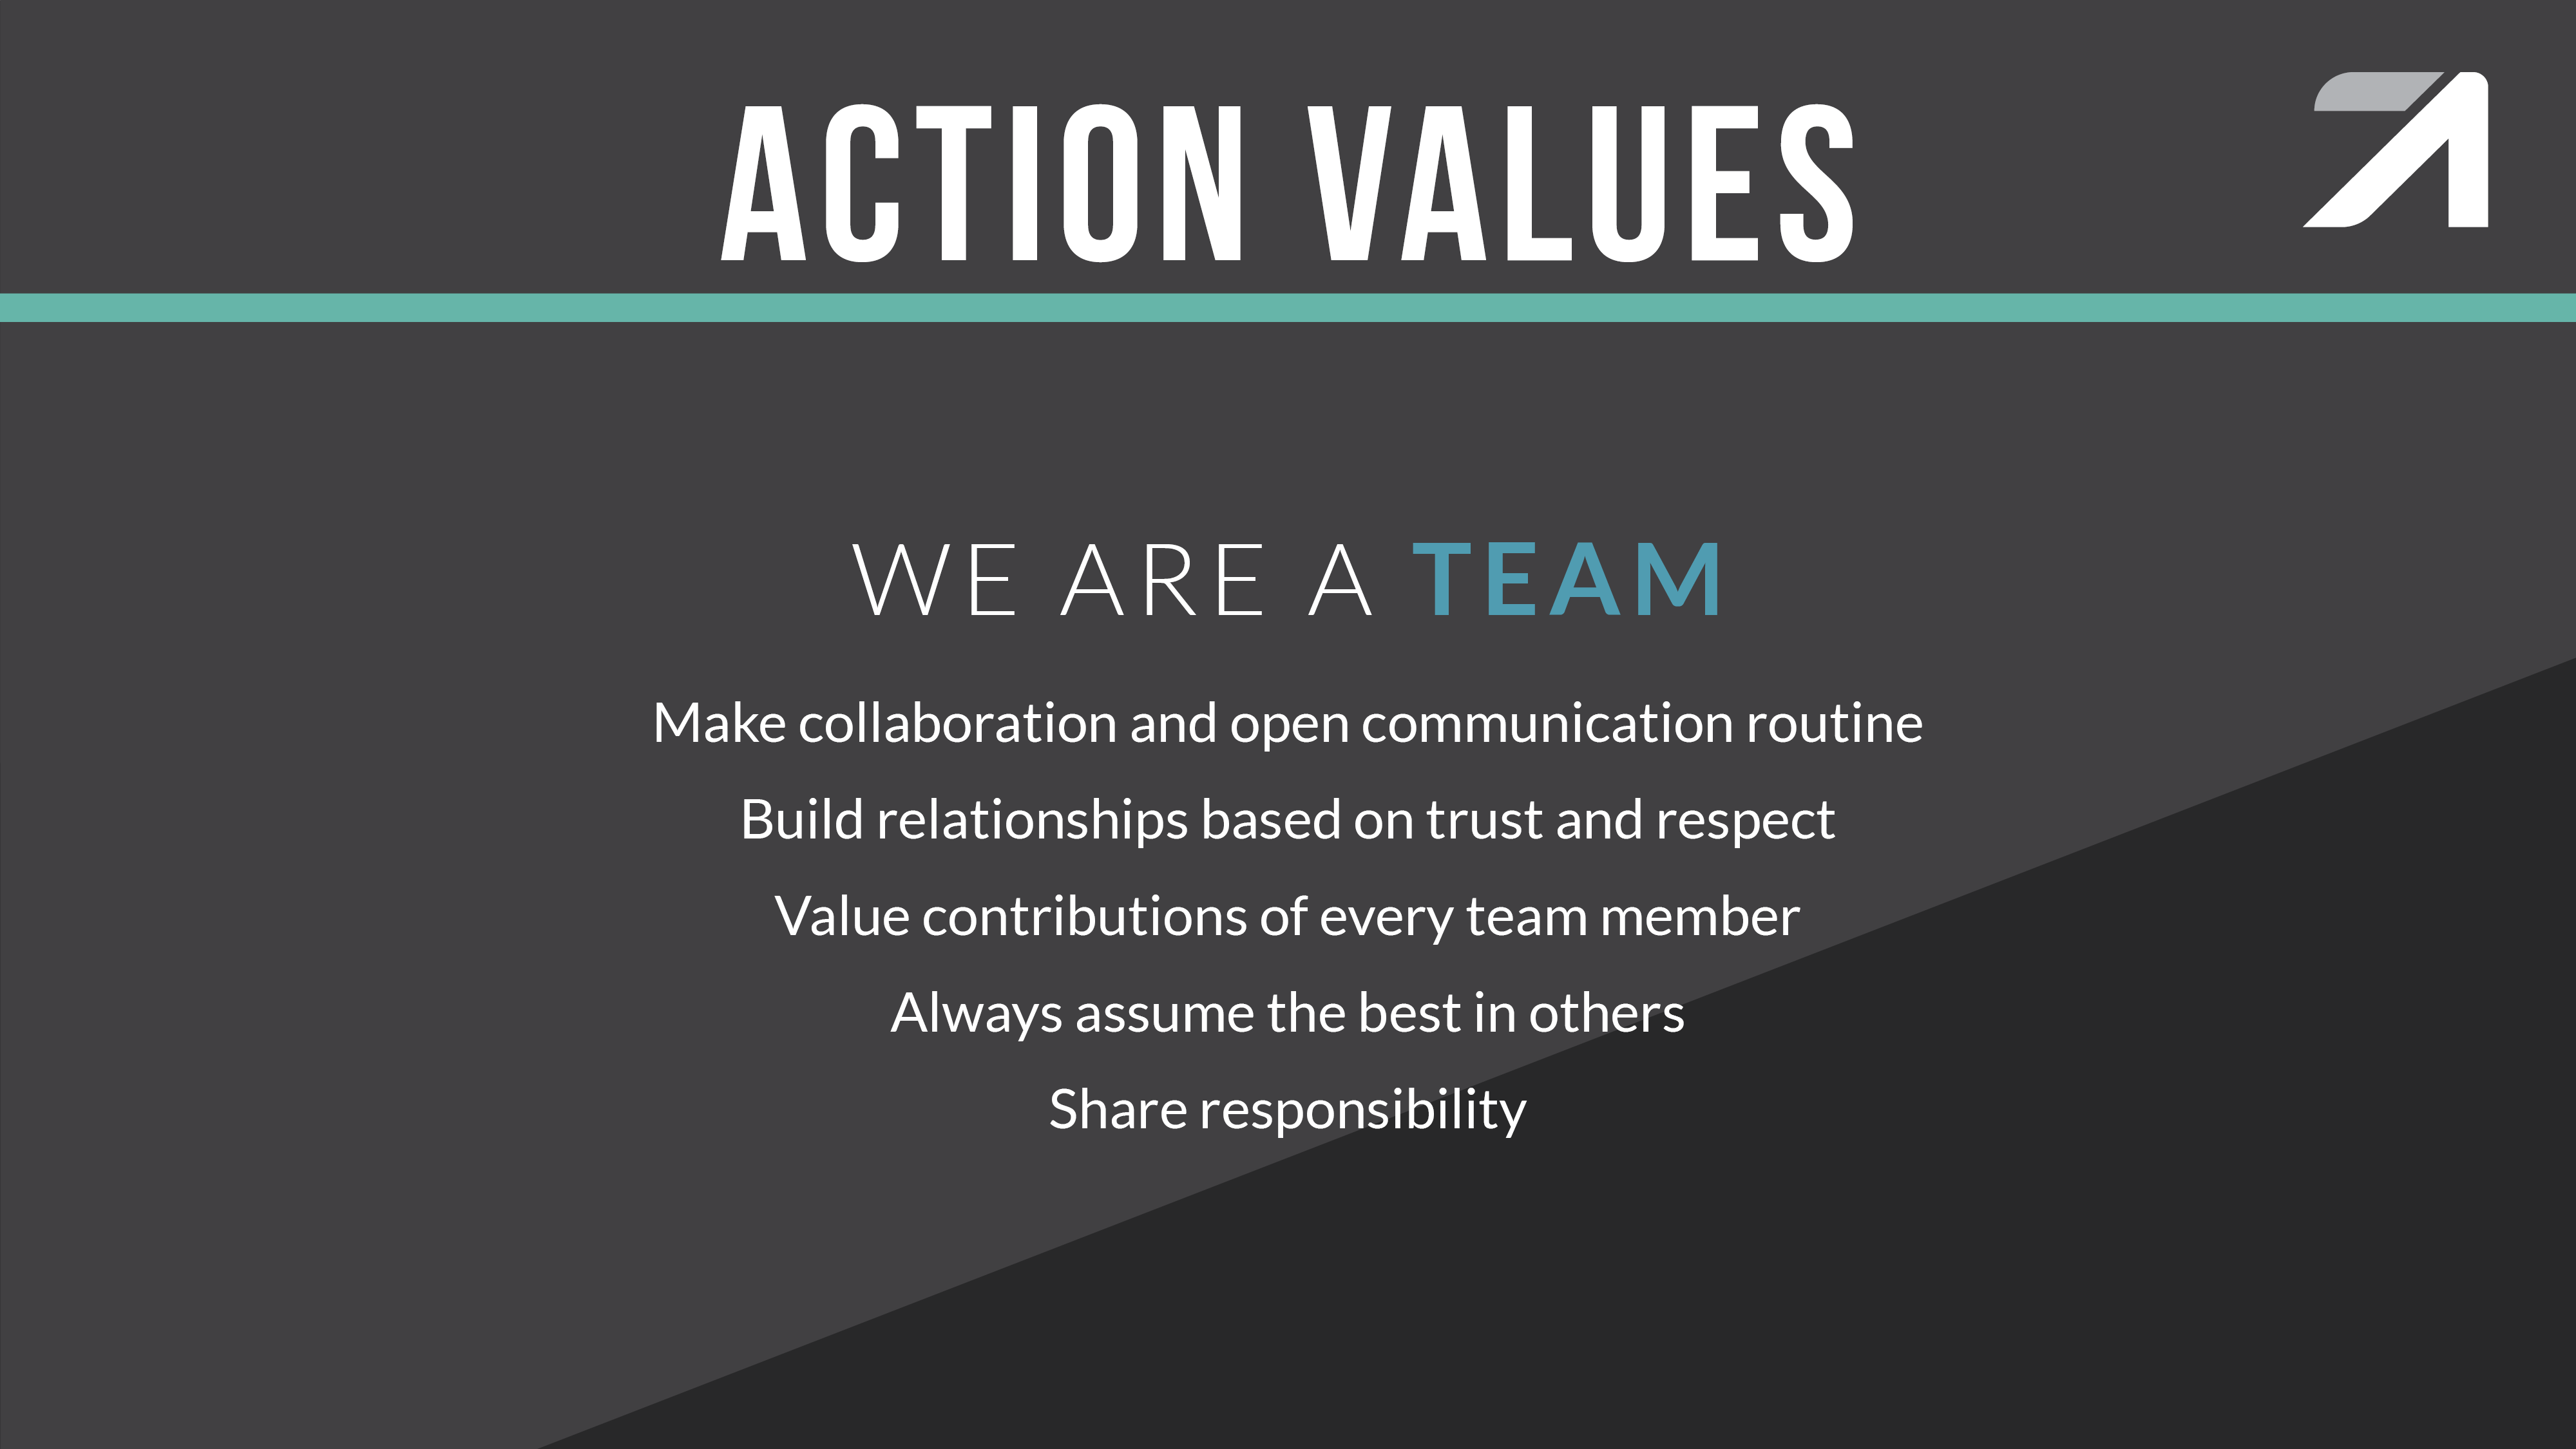 ACTION VALUES
WE ARE A TEAM
Make collaboration and open communication routine
Build relationships based on trust and respect
Value contributions of every team member
Always assume the best in others
Share responsibility